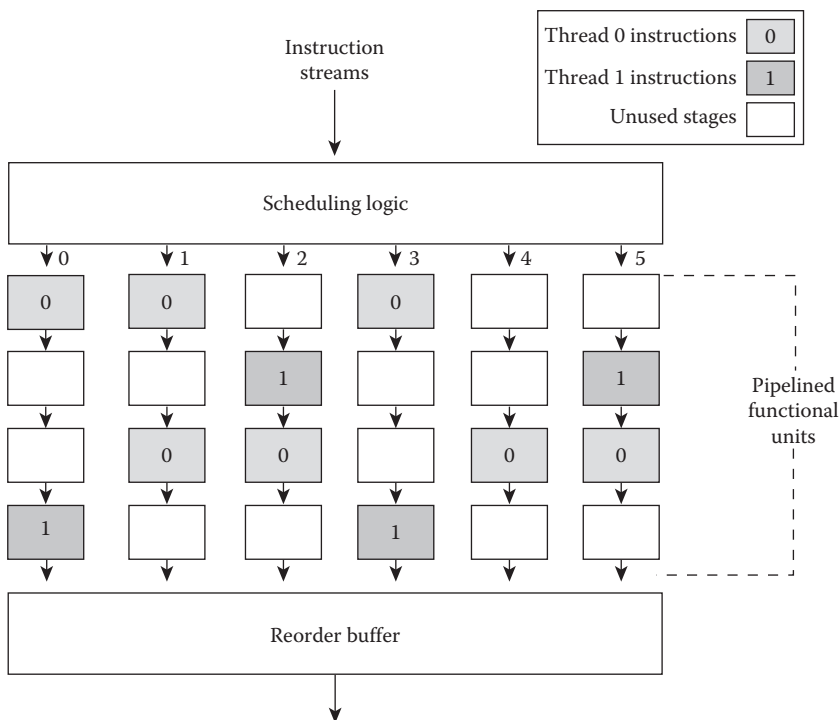 Thread 0 instructions 0
Thread 1 instructions 1
Unused stages
Instruction
streams
Scheduling logic
0 1 2 3 4 5
0 0 0
1 1
0 0 0 0
1 1
Pipelined
functional
units
Reorder buffer